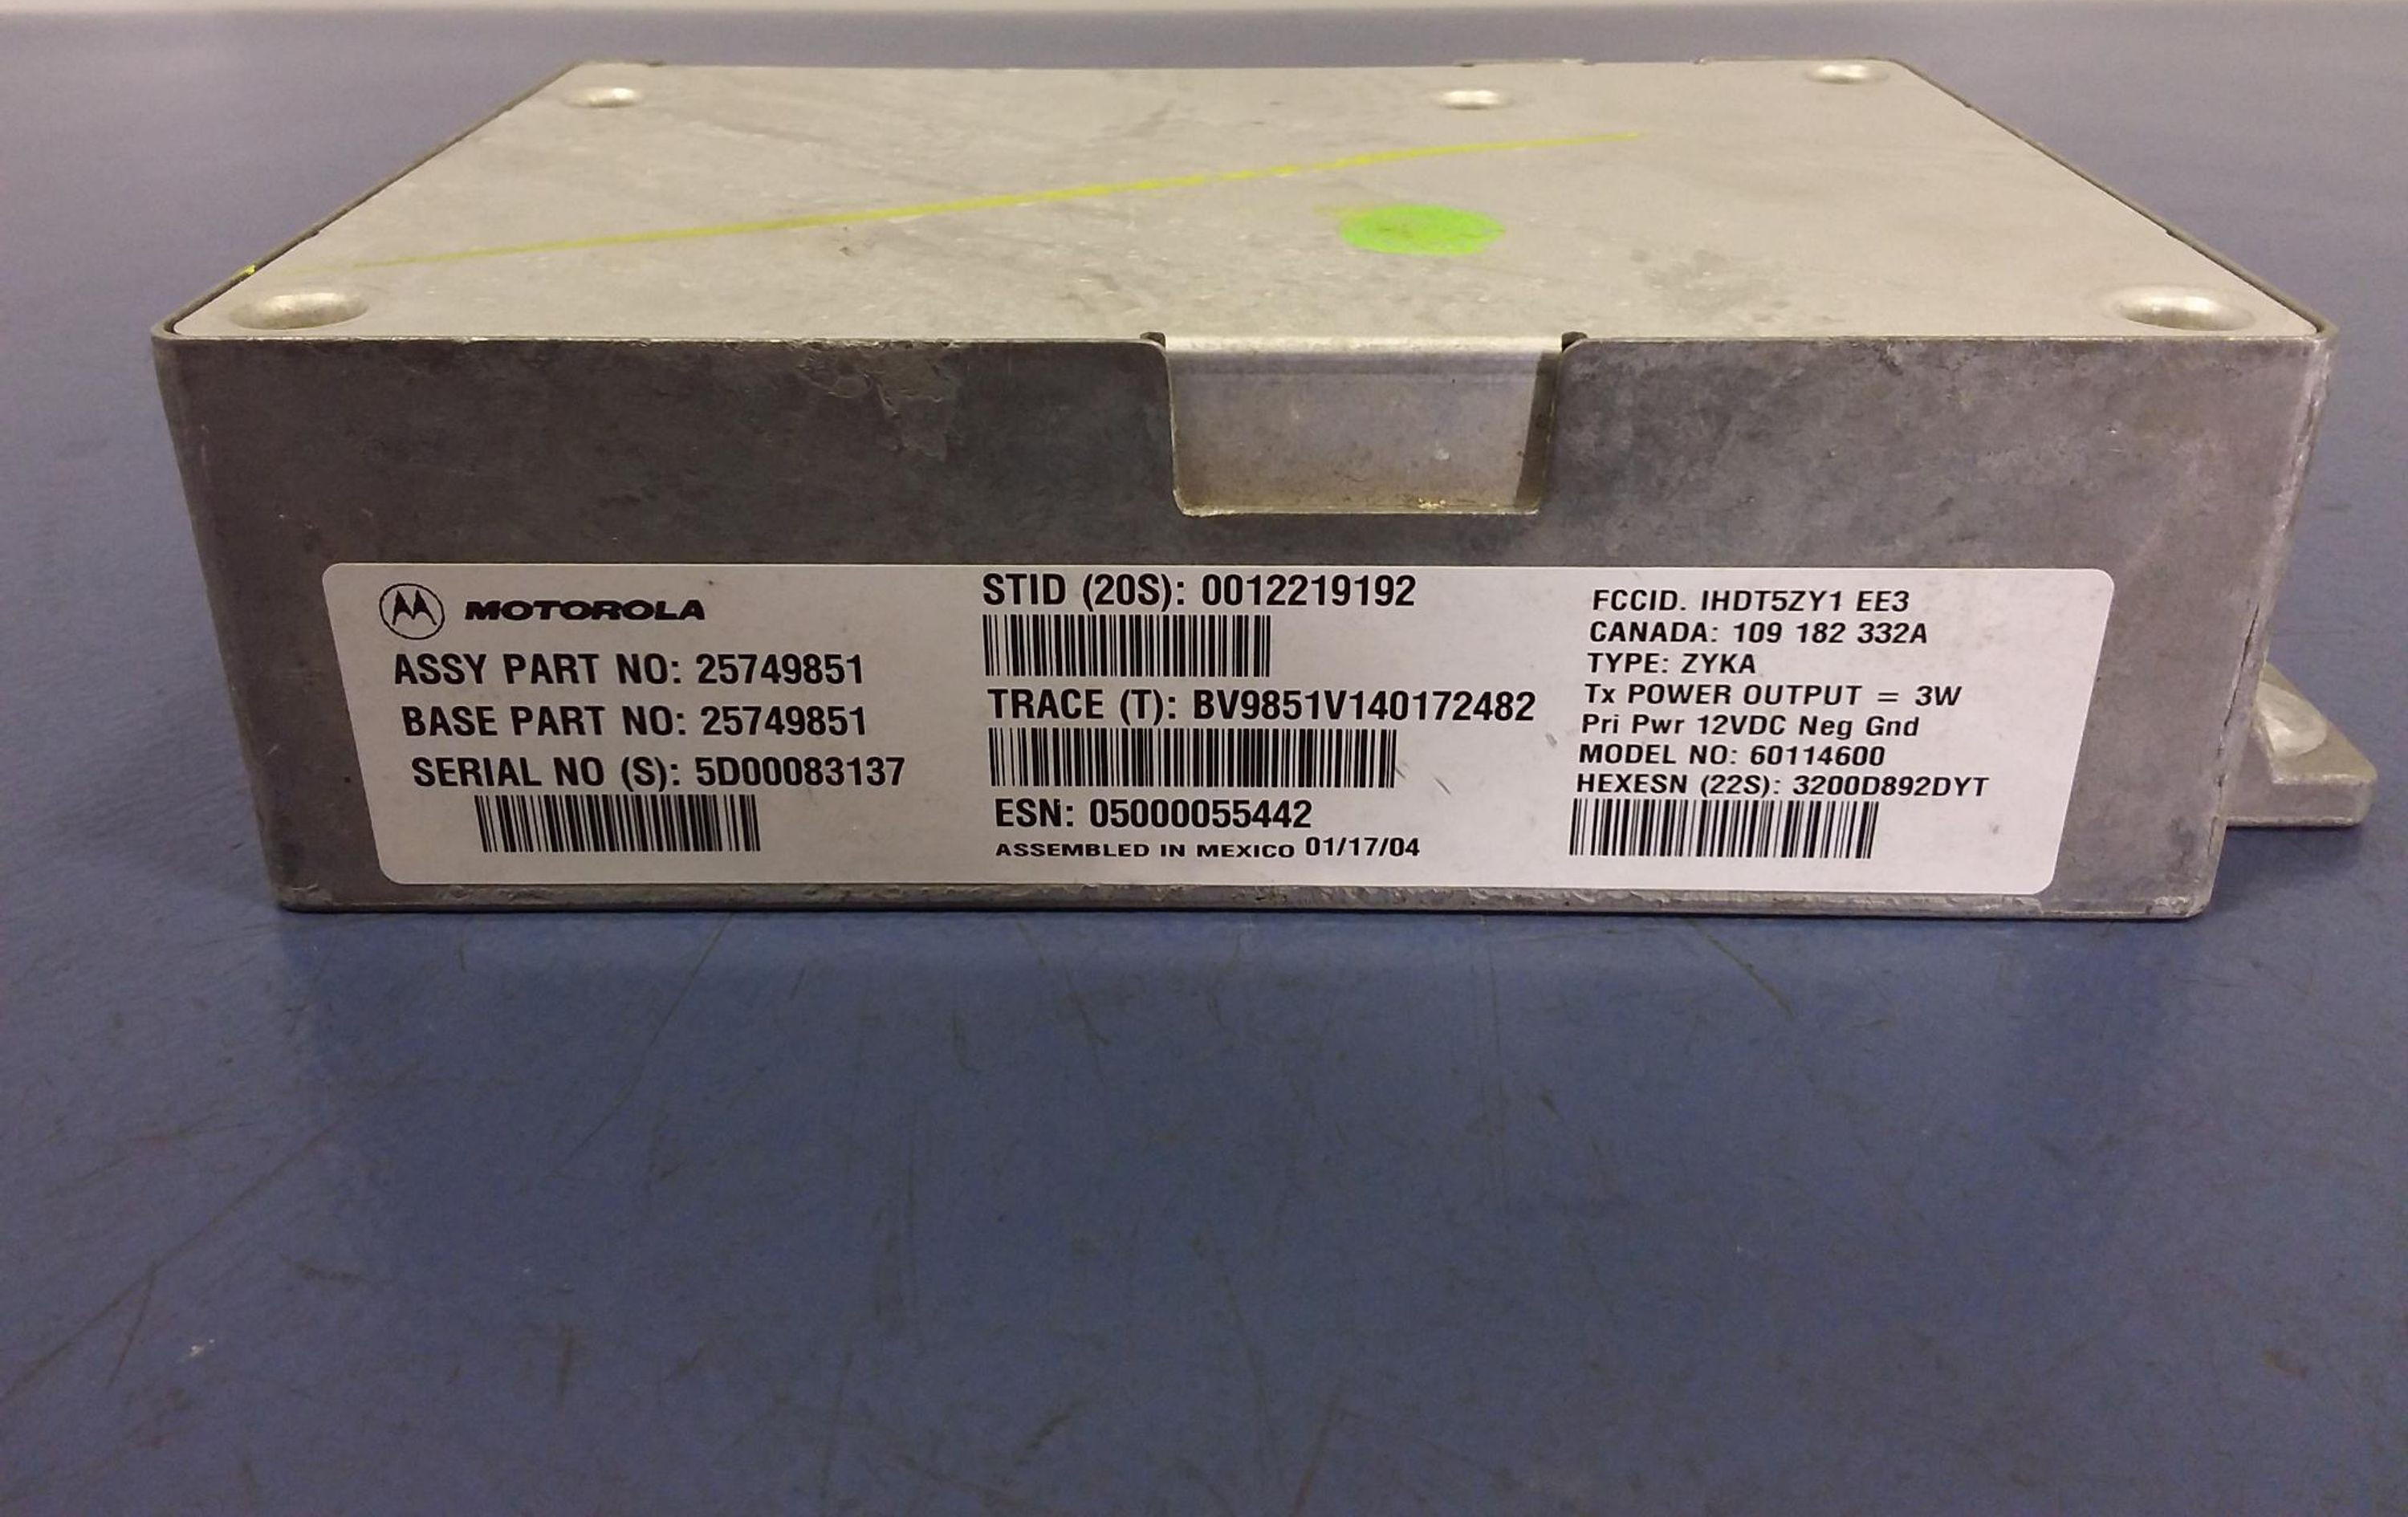 MOTOROLA
ASSY PART NO: 25749851
BASE PART NO: 25749851
SERIAL NO (S): 5D00083137
STID (20S): 0012219192
TRACE (T): BV9851V140172482
ESN: 05000055442
ASSEMBLED IN MEXICO 01/17/04
FCCID. IHDT5ZY1 EE3
CANADA: 109 182 332A
TYPE: ZYKA
Tx POWER OUTPUT = 3W
Pri Pwr 12VDC Neg Gnd
MODEL NO: 60114600
HEXESN (22S): 3200D892DYT